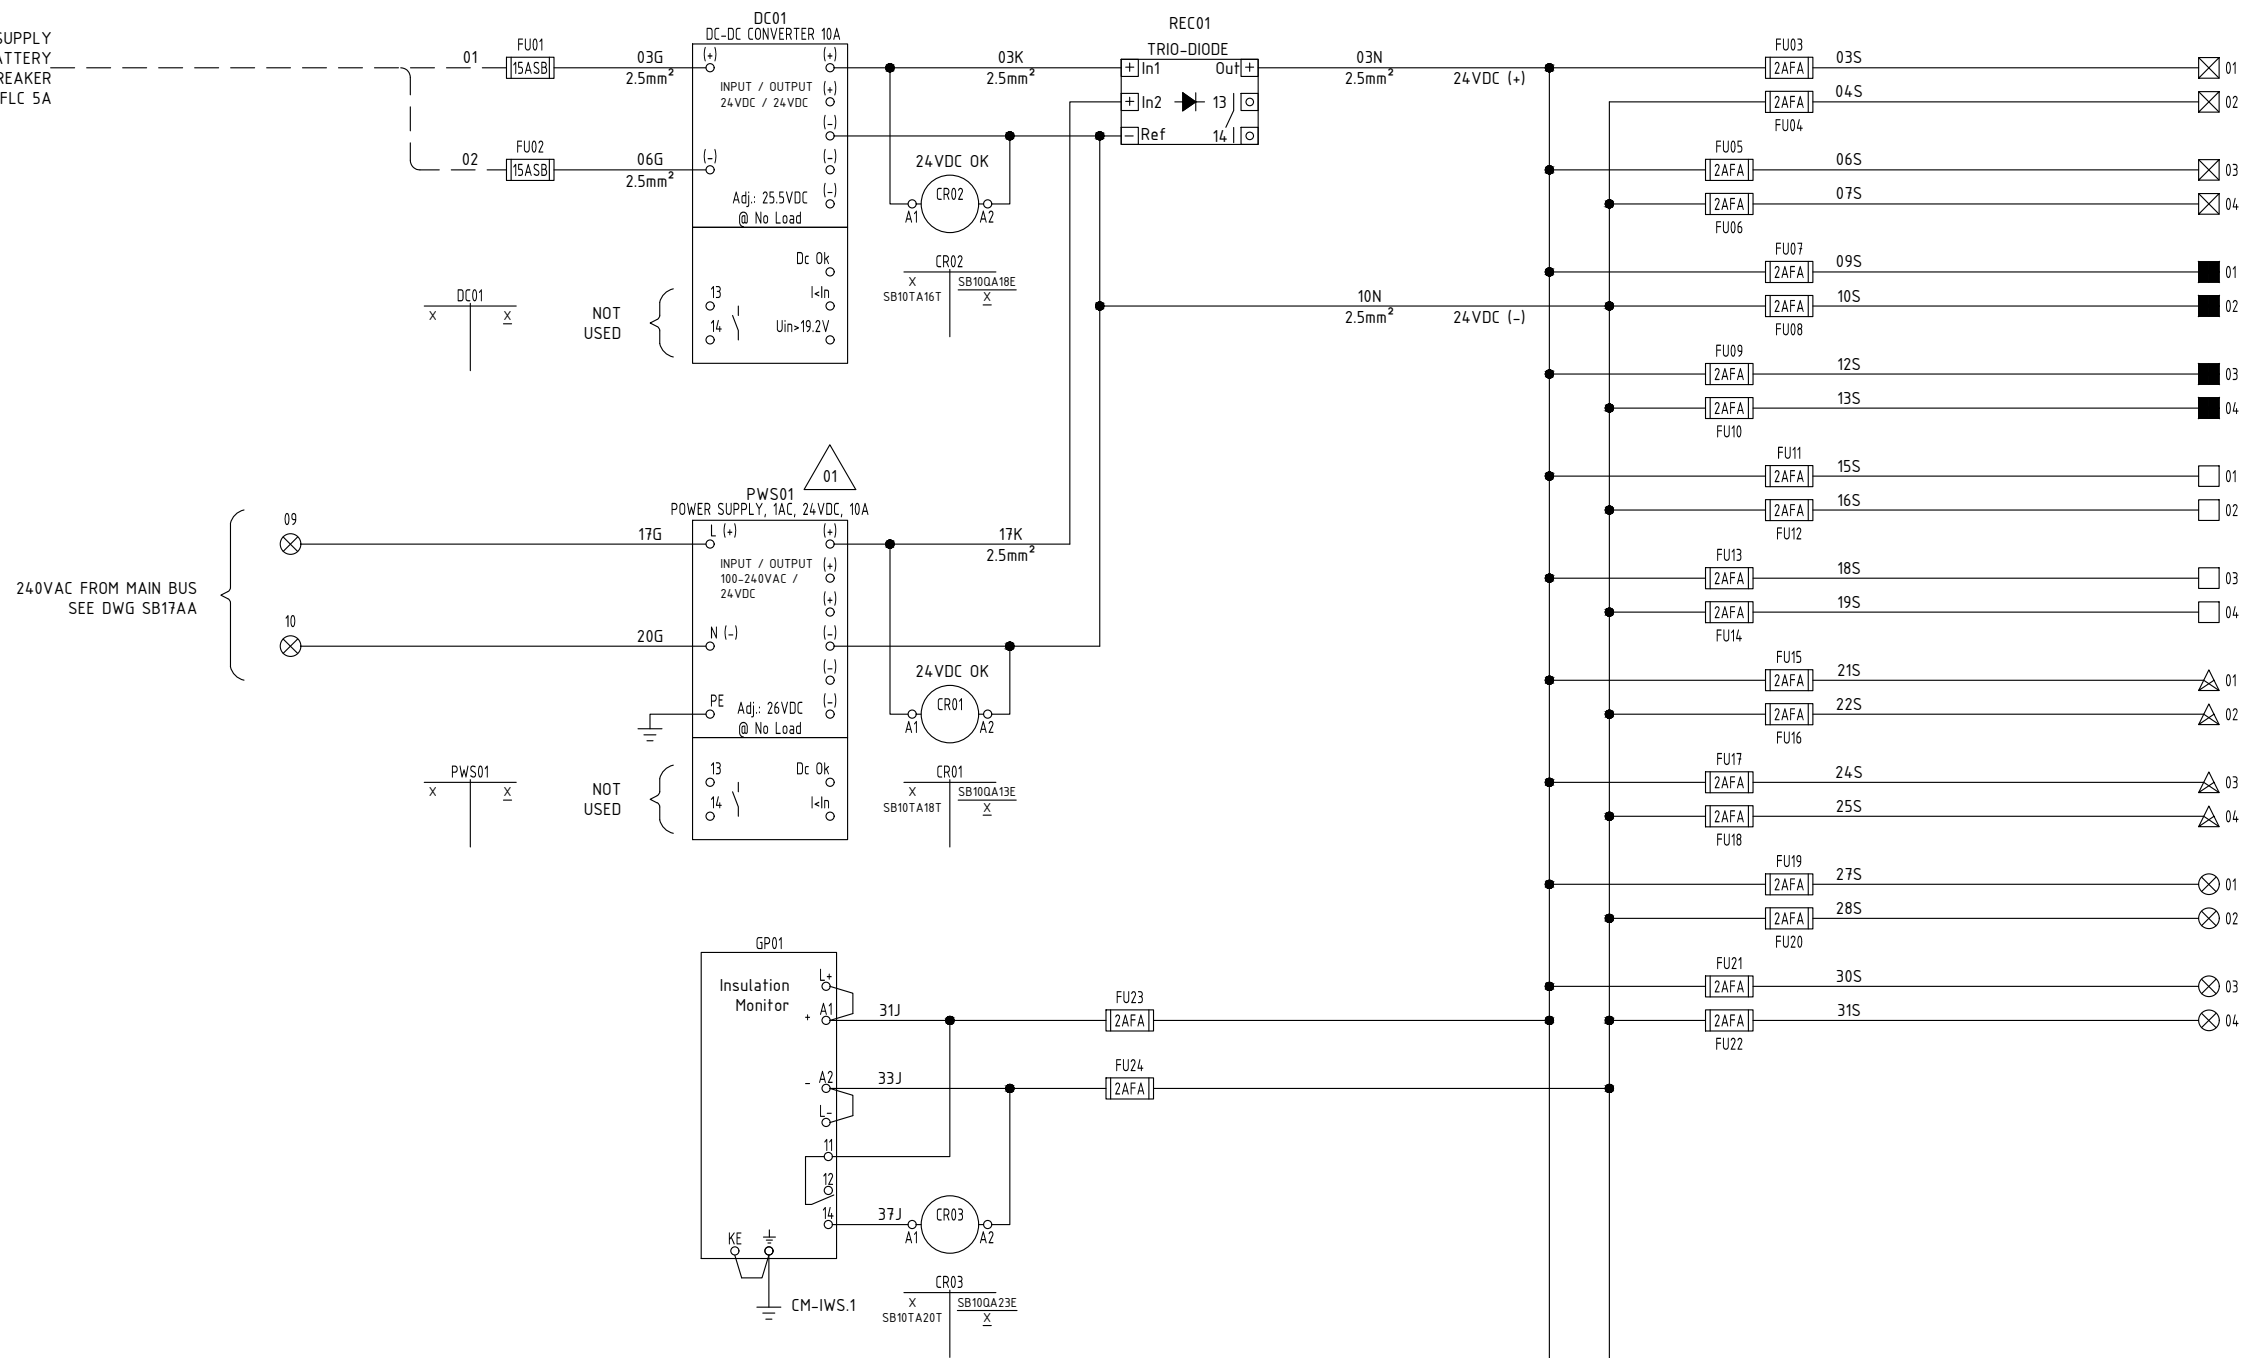 SUPPLY
ATTERY
REAKER
FLC 5A
01
FU01
15ASB
03G
2.5mm²
02
FU02
15ASB
06G
2.5mm²
DC01
DC-DC CONVERTER 10A
(+)
(+)
INPUT / OUTPUT
24VDC / 24VDC
(+)
(-)
(-)
(-)
(-)
Adj.: 25.5VDC
@ No Load
Dc Ok
13
I<In
14
Uin>19.2V
NOT
USED
DC01
X
X
03K
2.5mm²
24VDC OK
CR02
A1
A2
CR02
X
SB10TA16T
SB10QA18E
X
REC01
TRIO-DIODE
+
In1
Out
+
+
In2
13
-
Ref
14
03N
2.5mm²
24VDC (+)
10N
2.5mm²
24VDC (-)
01
PWS01
POWER SUPPLY, 1AC, 24VDC, 10A
09
10
240VAC FROM MAIN BUS
SEE DWG SB17AA
17G
20G
L (+)
(+)
INPUT / OUTPUT
100-240VAC /
24VDC
(+)
(+)
N (-)
(-)
(-)
(-)
PE
Adj.: 26VDC
@ No Load
13
Dc Ok
14
I<In
NOT
USED
PWS01
X
X
17K
2.5mm²
24VDC OK
CR01
A1
A2
CR01
X
SB10TA18T
SB10QA13E
X
GP01
Insulation
Monitor
L+
+
A1
-
A2
L-
11
12
14
KE
CM-IWS.1
31J
33J
37J
FU23
2AFA
FU24
2AFA
CR03
A1
A2
CR03
X
SB10TA20T
SB10QA23E
X
FU03
2AFA
03S
01
2AFA
04S
02
FU04
FU05
2AFA
06S
03
2AFA
07S
04
FU06
FU07
2AFA
09S
01
2AFA
10S
02
FU08
FU09
2AFA
12S
03
2AFA
13S
04
FU10
FU11
2AFA
15S
01
2AFA
16S
02
FU12
FU13
2AFA
18S
03
2AFA
19S
04
FU14
FU15
2AFA
21S
01
2AFA
22S
02
FU16
FU17
2AFA
24S
03
2AFA
25S
04
FU18
FU19
2AFA
27S
01
2AFA
28S
02
FU20
FU21
2AFA
30S
03
2AFA
31S
04
FU22